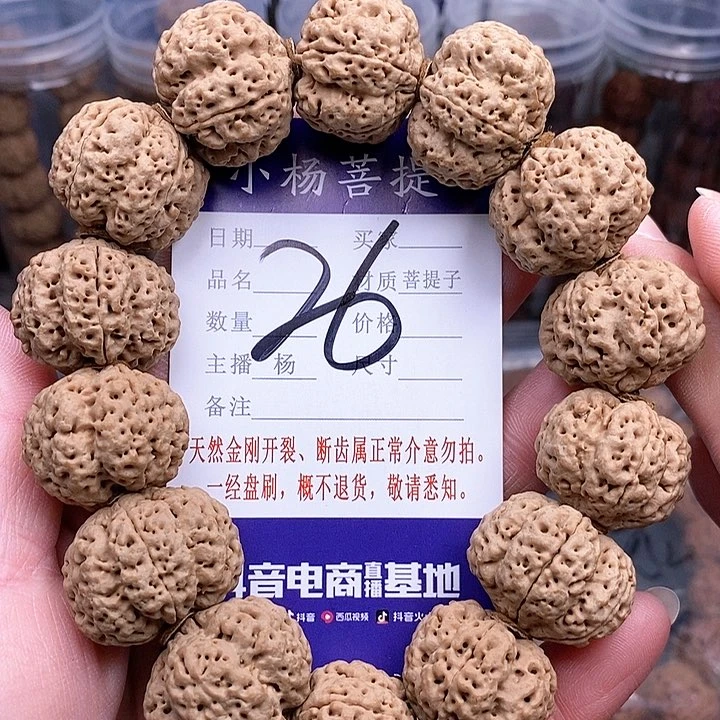 小杨菩提
日期 买家
品名 材质 菩提子
数量 26 价格
主播 杨 尺寸
备注
天然金刚开裂、断齿属正常介意勿拍。
一经盘刷，概不退货，敬请悉知。
抖音电商直播基地
抖音 西瓜视频 抖音火